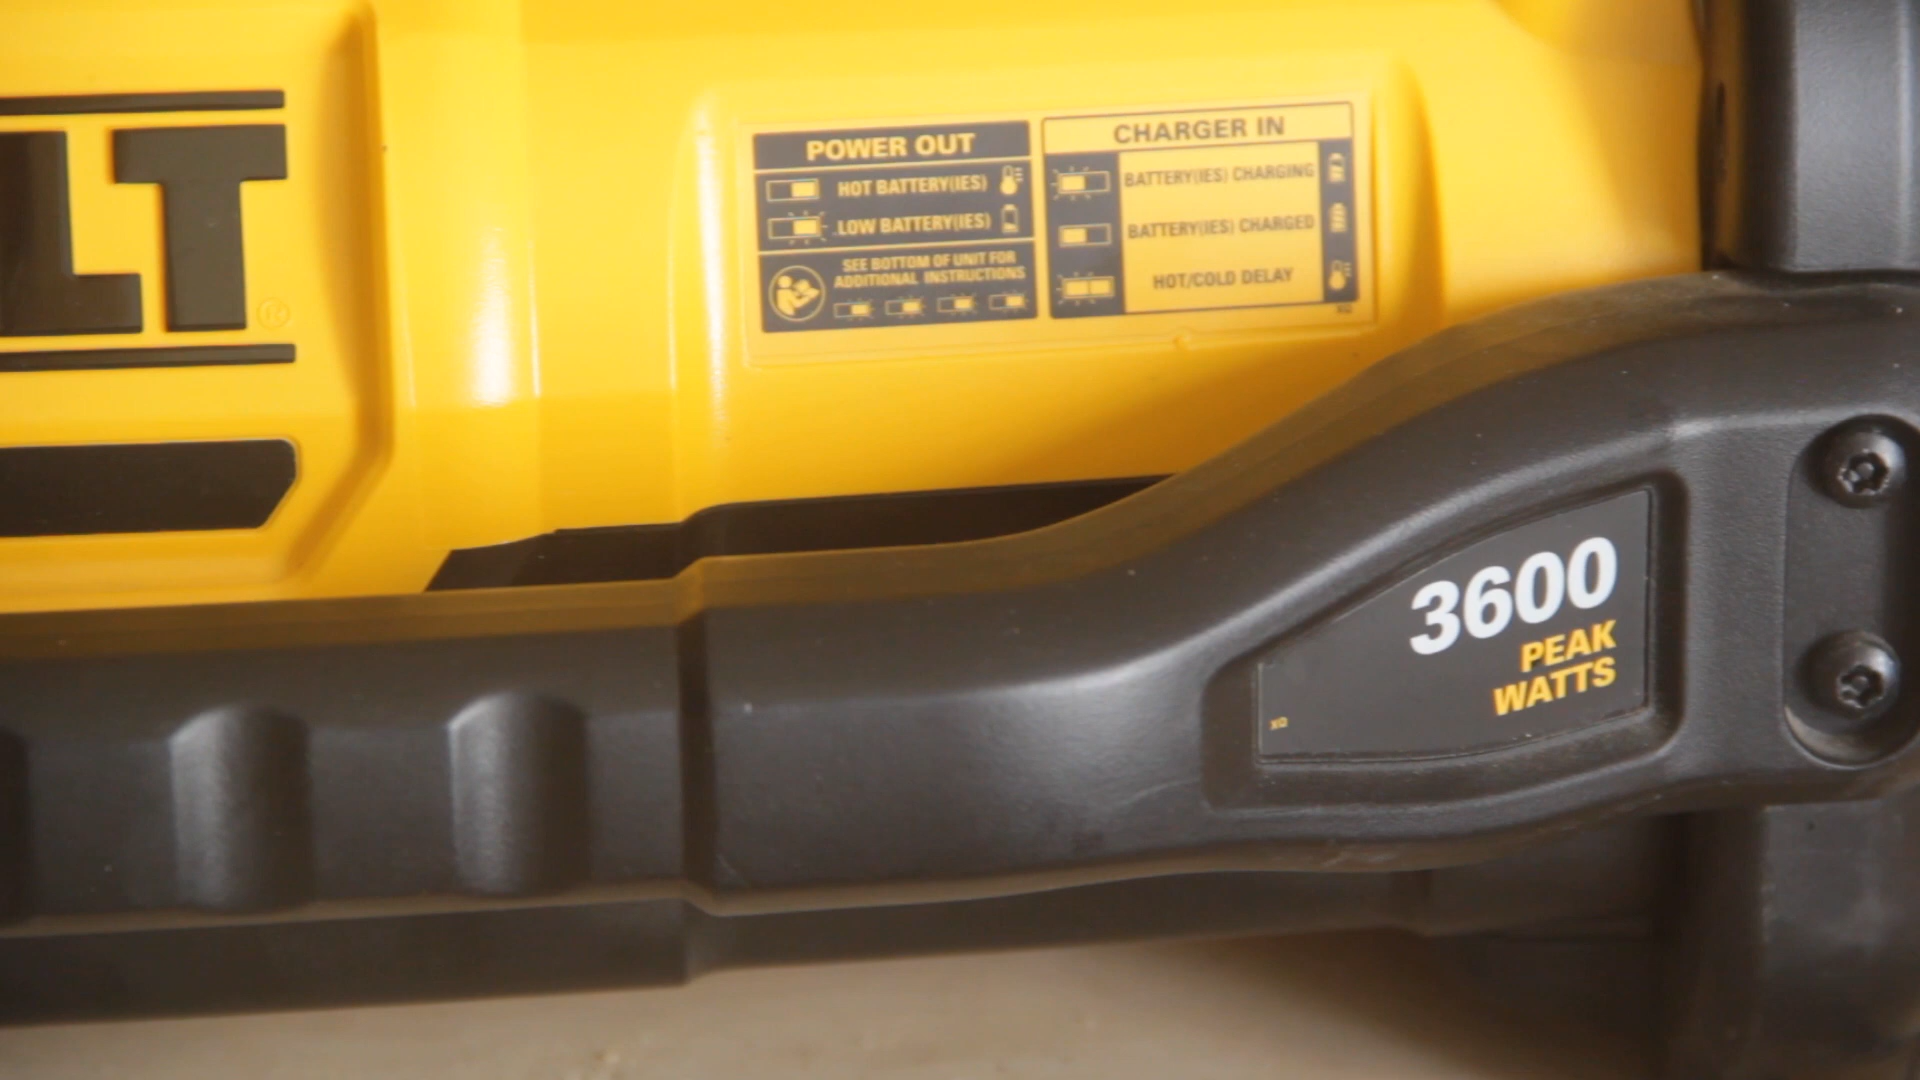 LT
®
POWER OUT
HOT BATTERY(IES)
LOW BATTERY(IES)
SEE BOTTOM OF UNIT FOR
ADDITIONAL INSTRUCTIONS
CHARGER IN
BATTERY(IES) CHARGING
BATTERY(IES) CHARGED
HOT/COLD DELAY
3600
PEAK
WATTS